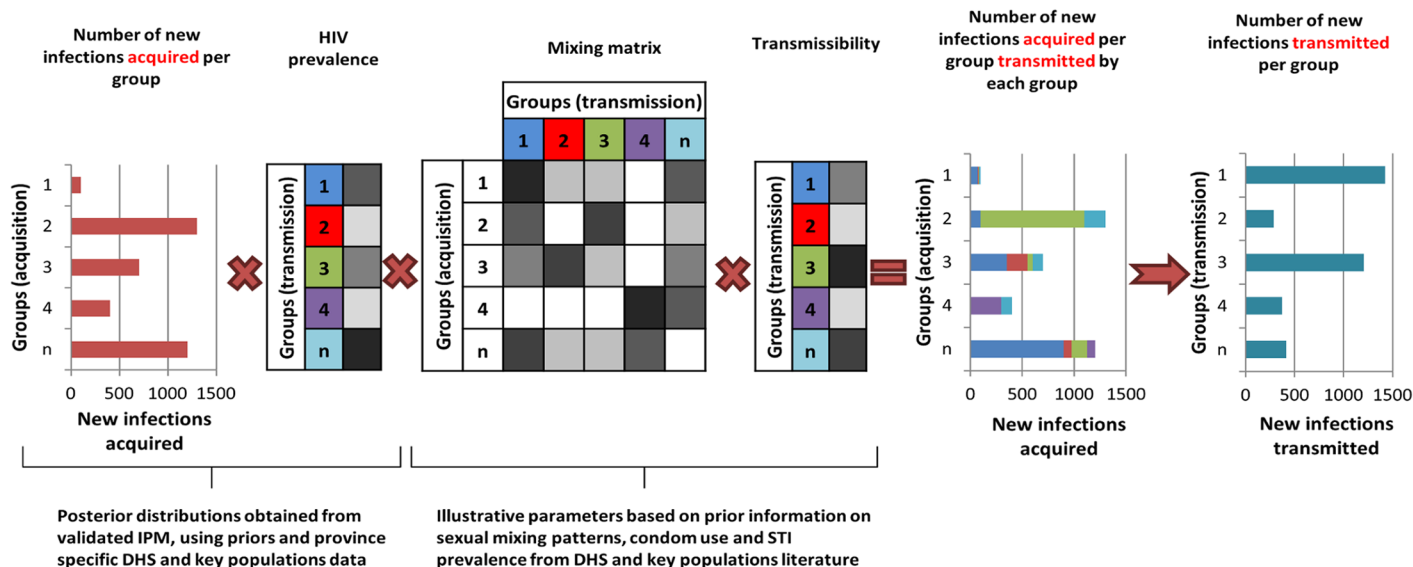 Number of new
infections acquired per
group
HIV
prevalence
Mixing matrix
Transmissibility
Number of new
infections acquired per
group transmitted by
each group
Number of new
infections transmitted
per group
Groups (acquisition)
1
2
3
4
n
0 500 1000 1500
New infections
acquired
Groups (transmission)
1
2
3
4
n
Groups (transmission)
1 2 3 4 n
Groups (acquisition)
1
2
3
4
n
Groups (transmission)
1
2
3
4
n
Groups (acquisition)
1
2
3
4
n
0 500 1000 1500
New infections
acquired
Groups (transmission)
1
2
3
4
n
0 500 1000 1500
New infections
transmitted
Posterior distributions obtained from
validated IPM, using priors and province
specific DHS and key populations data
Illustrative parameters based on prior information on
sexual mixing patterns, condom use and STI
prevalence from DHS and key populations literature